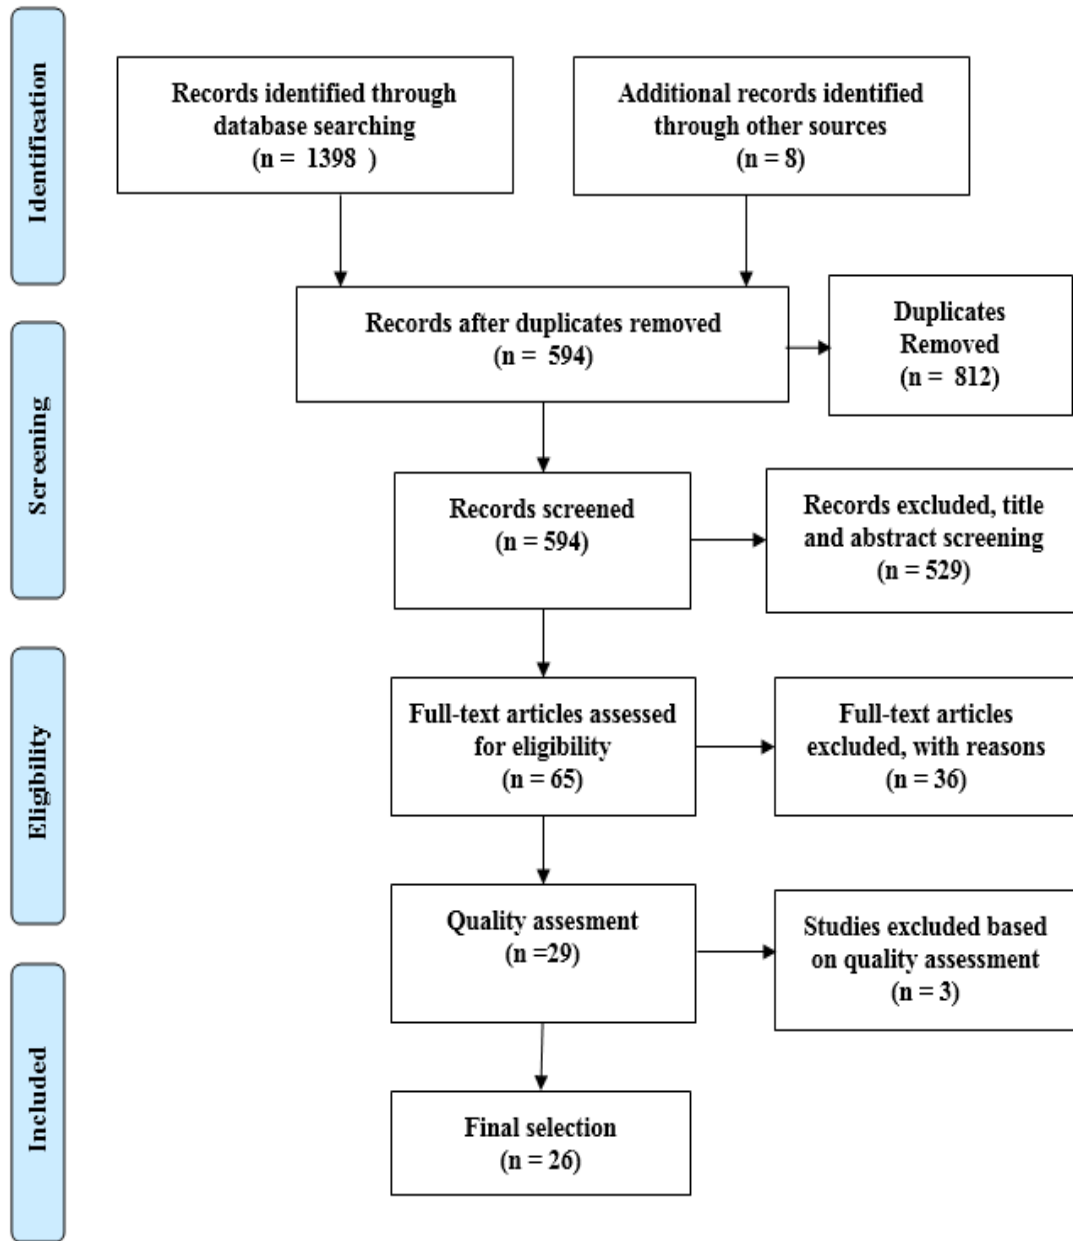 Identification
Records identified through
database searching
(n = 1398 )
Additional records identified
through other sources
(n = 8)
Records after duplicates removed
(n = 594)
Duplicates
Removed
(n = 812)
Screening
Records screened
(n = 594)
Records excluded, title
and abstract screening
(n = 529)
Eligibility
Full-text articles assessed
for eligibility
(n = 65)
Full-text articles
excluded, with reasons
(n = 36)
Quality assesment
(n =29)
Studies excluded based
on quality assessment
(n = 3)
Included
Final selection
(n = 26)